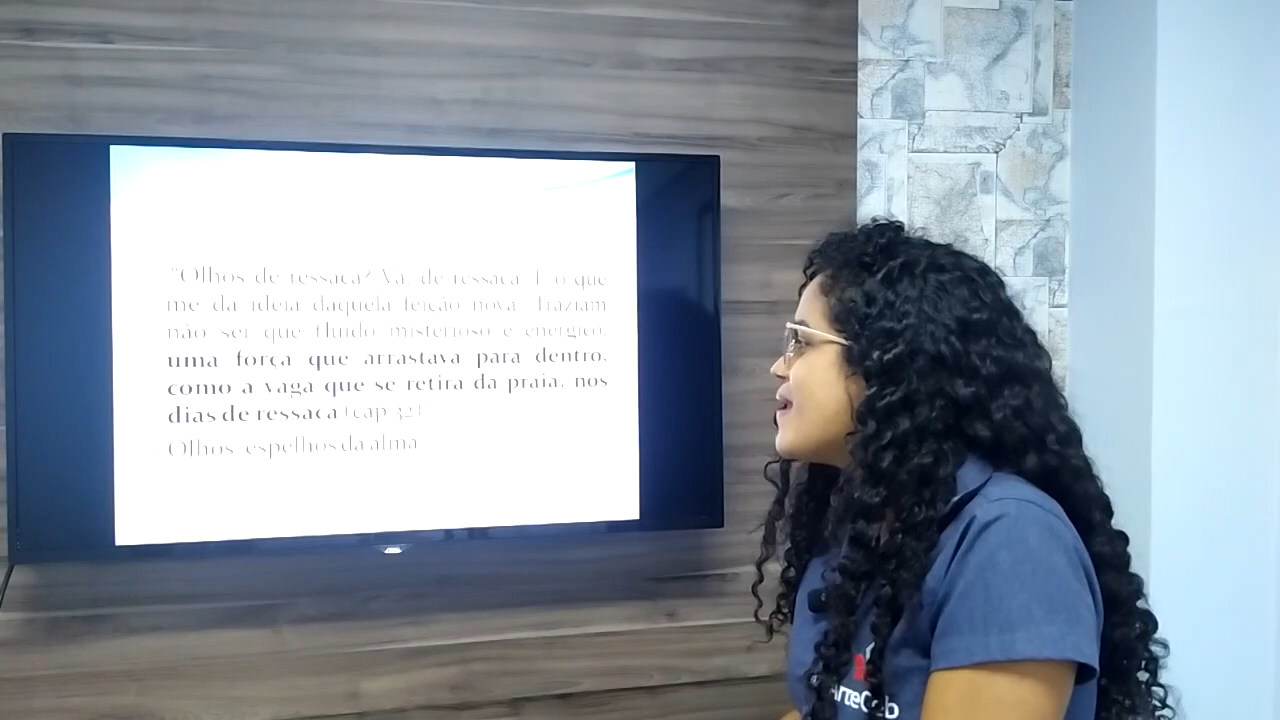 "Olhos de ressaca? Vá, de ressaca. É o que
me dá ideia daquela feição nova. Traziam
não sei que fluido misterioso e enérgico,
uma força que arrastava para dentro,
como a vaga que se retira da praia, nos
dias de ressaca (cap 32)
Olhos espelhos da alma